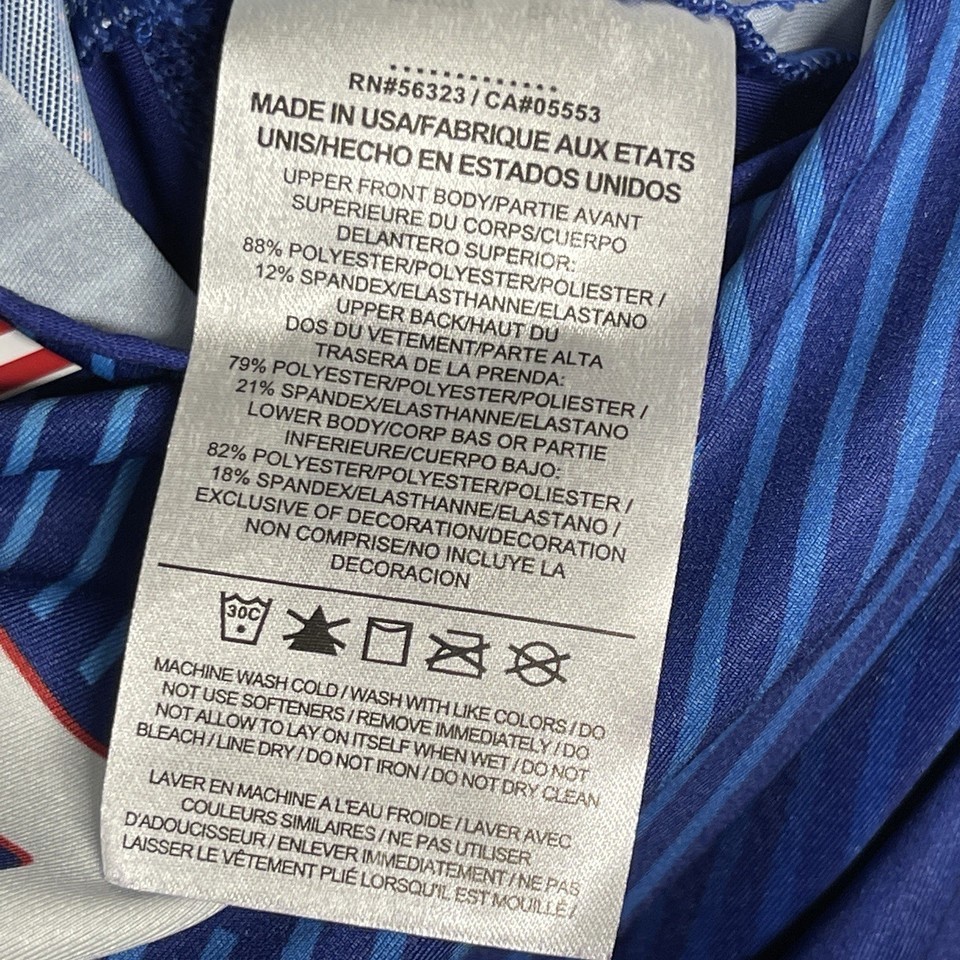 RN#56323 / CA#05553
MADE IN USA/FABRIQUE AUX ETATS
UNIS/HECHO EN ESTADOS UNIDOS
UPPER FRONT BODY/PARTIE AVANT
SUPERIEURE DU CORPS/CUERPO
DELANTERO SUPERIOR:
88% POLYESTER/POLYESTER/POLIESTER /
12% SPANDEX/ELASTHANNE/ELASTANO
UPPER BACK/HAUT DU
DOS DU VETEMENT/PARTE ALTA
TRASERA DE LA PRENDA:
79% POLYESTER/POLYESTER/POLIESTER /
21% SPANDEX/ELASTHANNE/ELASTANO
LOWER BODY/CORP BAS OR PARTIE
INFERIEURE/CUERPO BAJO:
82% POLYESTER/POLYESTER/POLIESTER /
18% SPANDEX/ELASTHANNE/ELASTANO /
EXCLUSIVE OF DECORATION/DECORATION
NON COMPRISE/NO INCLUYE LA
DECORACION
30C
MACHINE WASH COLD / WASH WITH LIKE COLORS / DO
NOT USE SOFTENERS / REMOVE IMMEDIATELY / DO
NOT ALLOW TO LAY ON ITSELF WHEN WET / DO NOT
BLEACH / LINE DRY / DO NOT IRON / DO NOT DRY CLEAN
LAVER EN MACHINE A L'EAU FROIDE / LAVER AVEC
COULEURS SIMILAIRES / NE PAS UTILISER
D'ADOUCISSEUR / ENLEVER IMMEDIATEMENT / NE PAS
LAISSER LE VÊTEMENT PLIÉ LORSQU'IL EST MOUILLÉ /